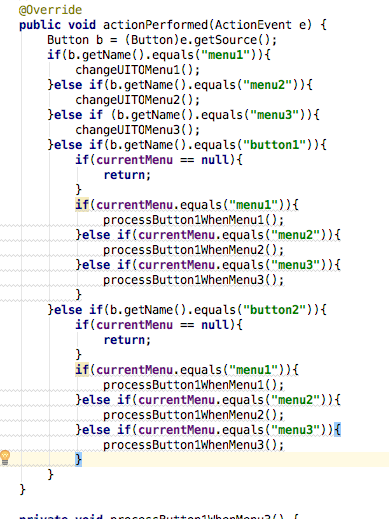 @Override
public void actionPerformed(ActionEvent e) {
Button b = (Button)e.getSource();
if(b.getName().equals("menu1")){
changeUITOMenu1();
}else if(b.getName().equals("menu2")){
changeUITOMenu2();
}else if (b.getName().equals("menu3")){
changeUITOMenu3();
}else if(b.getName().equals("button1")){
if(currentMenu == null){
return;
}
if(currentMenu.equals("menu1")){
processButton1WhenMenu1();
}else if(currentMenu.equals("menu2")){
processButton1WhenMenu2();
}else if(currentMenu.equals("menu3")){
processButton1WhenMenu3();
}
}else if(b.getName().equals("button2")){
if(currentMenu == null){
return;
}
if(currentMenu.equals("menu1")){
processButton1WhenMenu1();
}else if(currentMenu.equals("menu2")){
processButton1WhenMenu2();
}else if(currentMenu.equals("menu3")){
processButton1WhenMenu3();
}
}
}
private void processButton1WhenMenu3() {